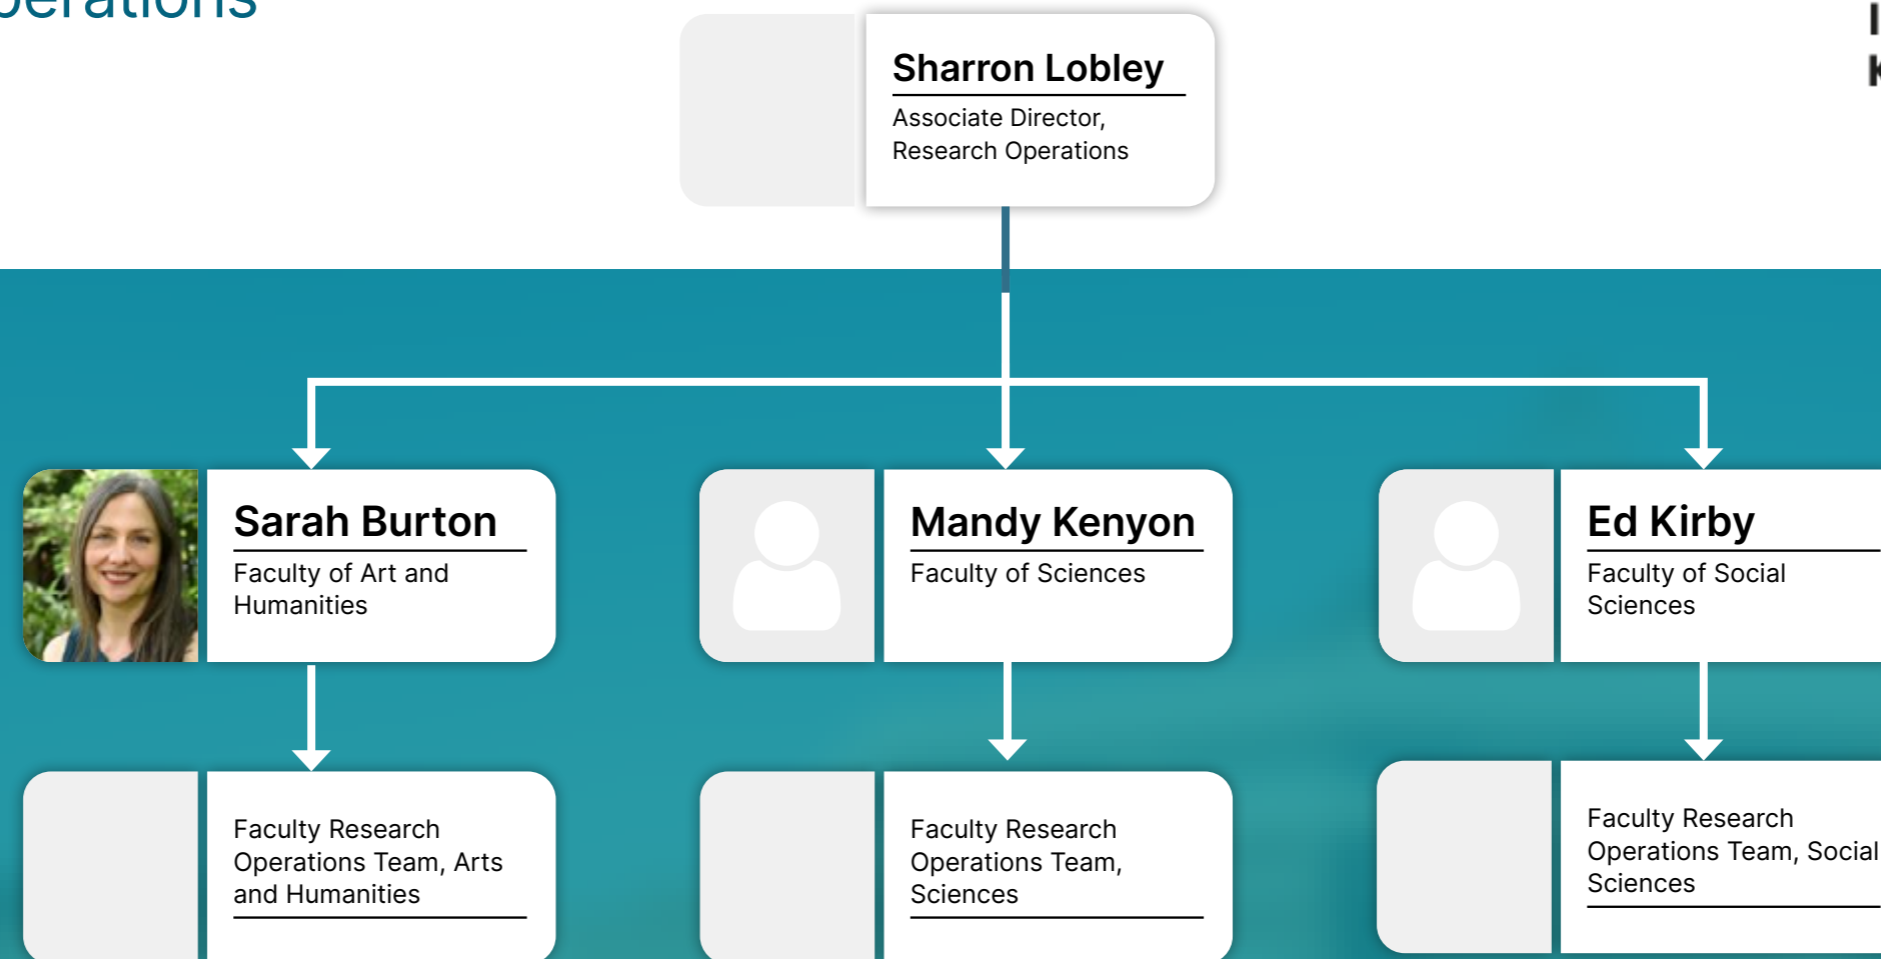 Sharron Lobley
Associate Director,
Research Operations
Sarah Burton
Faculty of Art and
Humanities
Mandy Kenyon
Faculty of Sciences
Ed Kirby
Faculty of Social
Sciences
Faculty Research
Operations Team, Arts
and Humanities
Faculty Research
Operations Team,
Sciences
Faculty Research
Operations Team, Social
Sciences